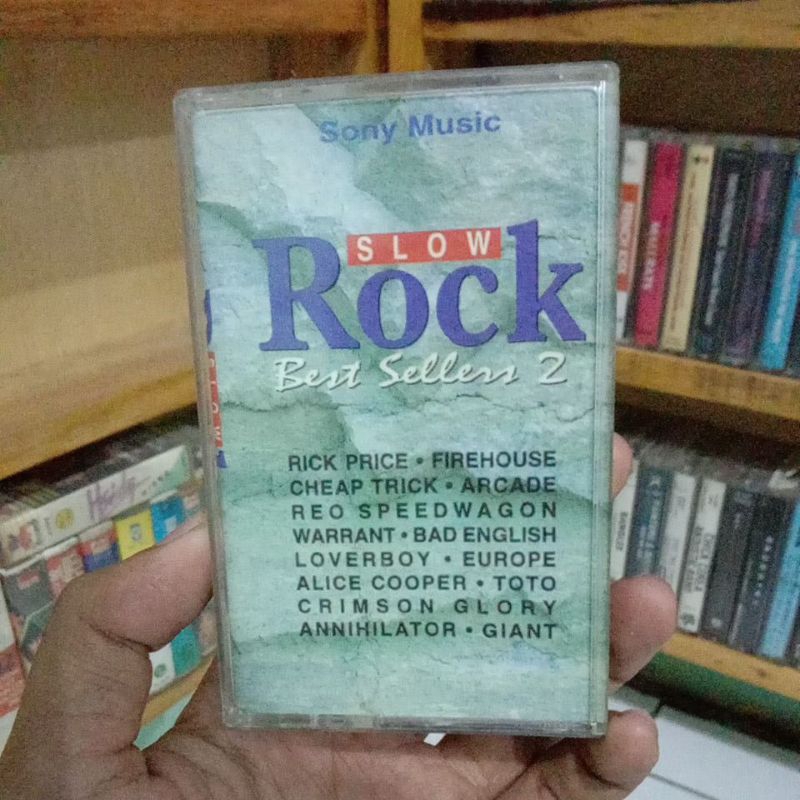 Sony Music
SLOW
Rock
Best Sellers 2
RICK PRICE • FIREHOUSE
CHEAP TRICK • ARCADE
REO SPEEDWAGON
WARRANT • BAD ENGLISH
LOVERBOY • EUROPE
ALICE COOPER • TOTO
CRIMSON GLORY
ANNIHILATOR • GIANT
SLOW